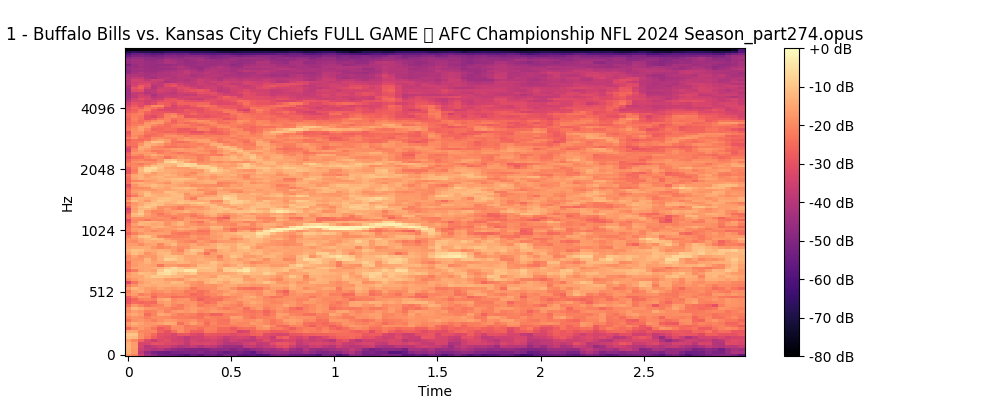 1 - Buffalo Bills vs. Kansas City Chiefs FULL GAME ▯ AFC Championship NFL 2024 Season_part274.opus
Hz
4096
2048
1024
512
0
0
0.5
1
1.5
2
2.5
Time
+0 dB
-10 dB
-20 dB
-30 dB
-40 dB
-50 dB
-60 dB
-70 dB
-80 dB